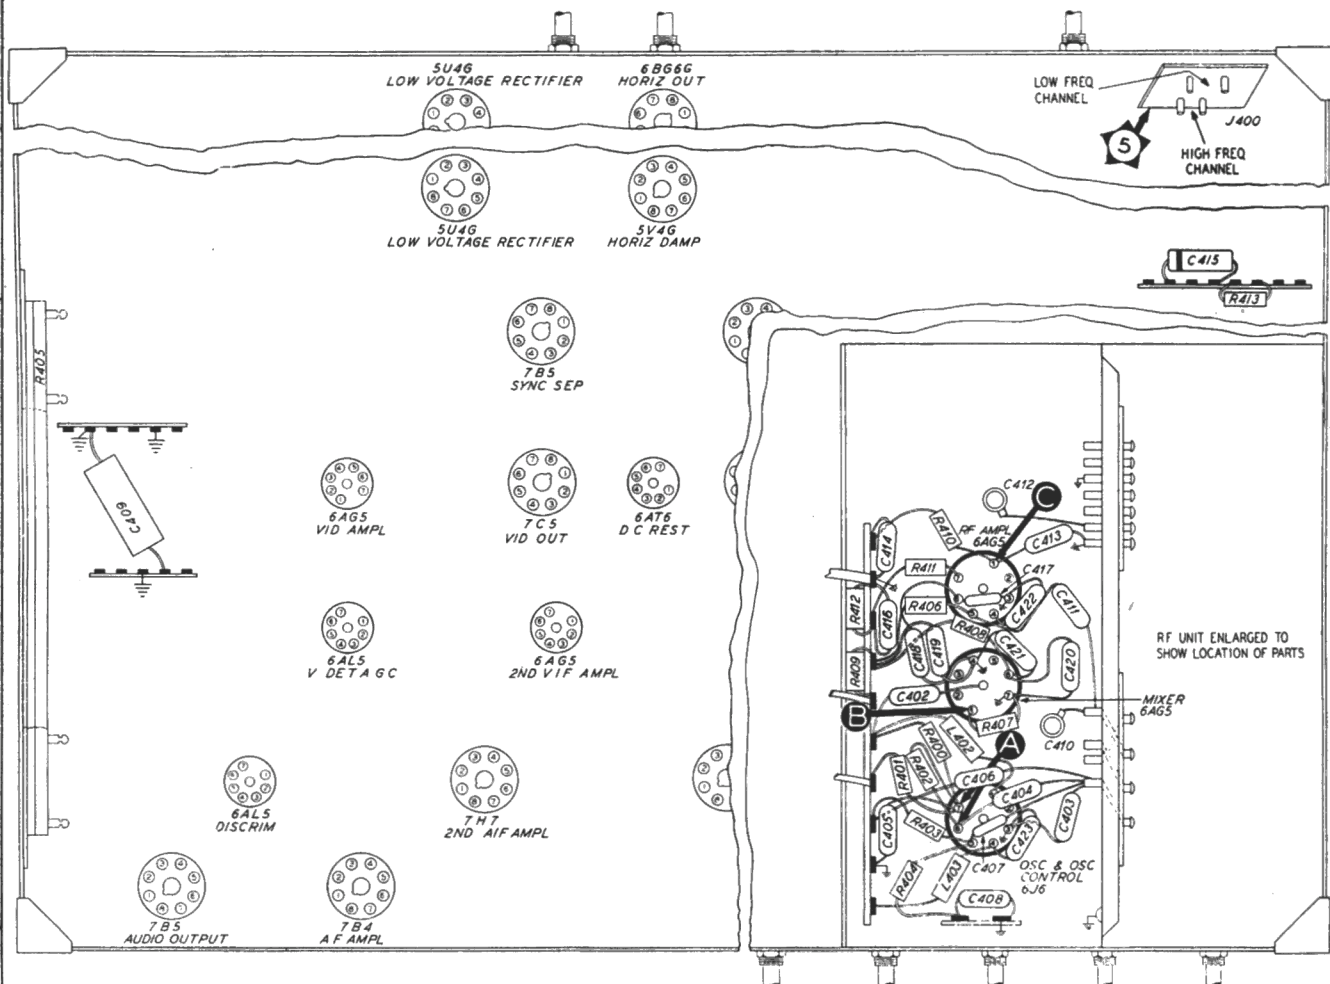 5U4G
LOW VOLTAGE RECTIFIER
6BG6G
HORIZ OUT
LOW FREQ
CHANNEL
J400
5
HIGH FREQ
CHANNEL
5U4G
LOW VOLTAGE RECTIFIER
5V4G
HORIZ DAMP
C415
R413
R405
7B5
SYNC SEP
C409
6AG5
VID AMPL
7C5
VID OUT
6AT6
DC REST
C412
C
R410
RF AMPL
6AG5
C413
C414
R411
C417
R412
C416
R406
C422
C411
R408
C421
C418
C419
C420
R409
C402
MIXER
6AG5
B
R407
C410
A
L402
R400
R401
R402
C406
C404
C403
C405
R403
C423
C407
OSC & OSC
CONTROL
6J6
R404
L403
C408
RF UNIT ENLARGED TO
SHOW LOCATION OF PARTS
6AL5
V DET AGC
6AG5
2ND VIF AMPL
6AL5
DISCRIM
7H7
2ND AIF AMPL
7B5
AUDIO OUTPUT
7B4
AF AMPL